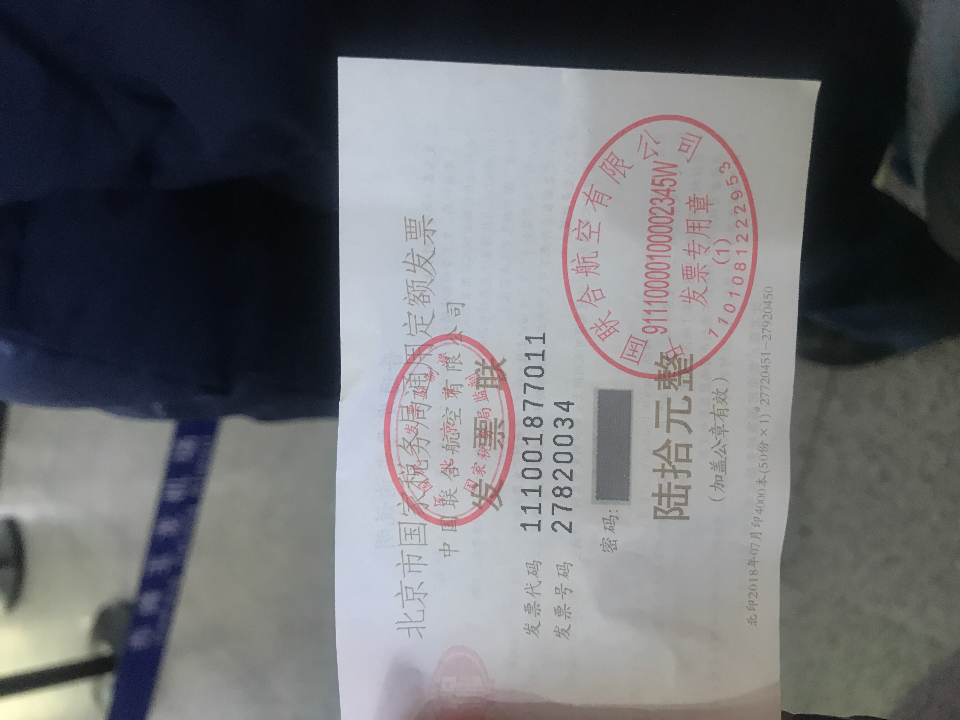 北京市国家税务局通用定额发票
中国联合航空有限公司
发票联
发票代码 111001877011
发票号码 27820034
密码:
陆拾元整
(加盖公章有效)
北印2018年07月印4000本(50份×1) 27720451-27920450
中国联合航空有限公司
91110000100002345W
发票专用章
(1)
1101081222953